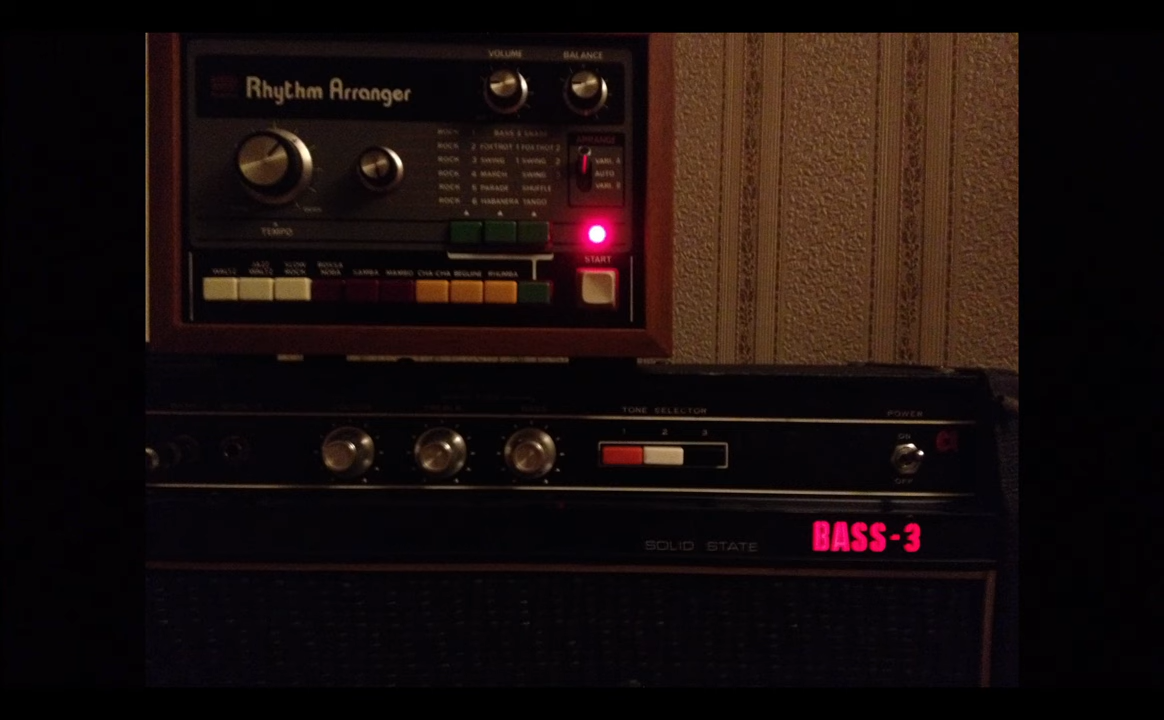 VOLUME BALANCE
Rhythm Arranger
ROCK 1 BASS & SNARE
ROCK 2 FOXTROT 1 FOXTROT 2
ROCK 3 SWING 1 SWING 2
ROCK 4 MARCH SWING 3
ROCK 5 PARADE SHUFFLE
ROCK 6 HABANERA TANGO
ARRANGE
VARI.
AUTO
VARI. 2
TEMPO
START
WALTZ JAZZ WALTZ SLOW ROCK BOSSA NOVA SAMBA MAMBO CHA-CHA BEGUINE RHUMBA
TONE SELECTOR
1 2 3
POWER
ON
OFF
SOLID STATE
BASS-3